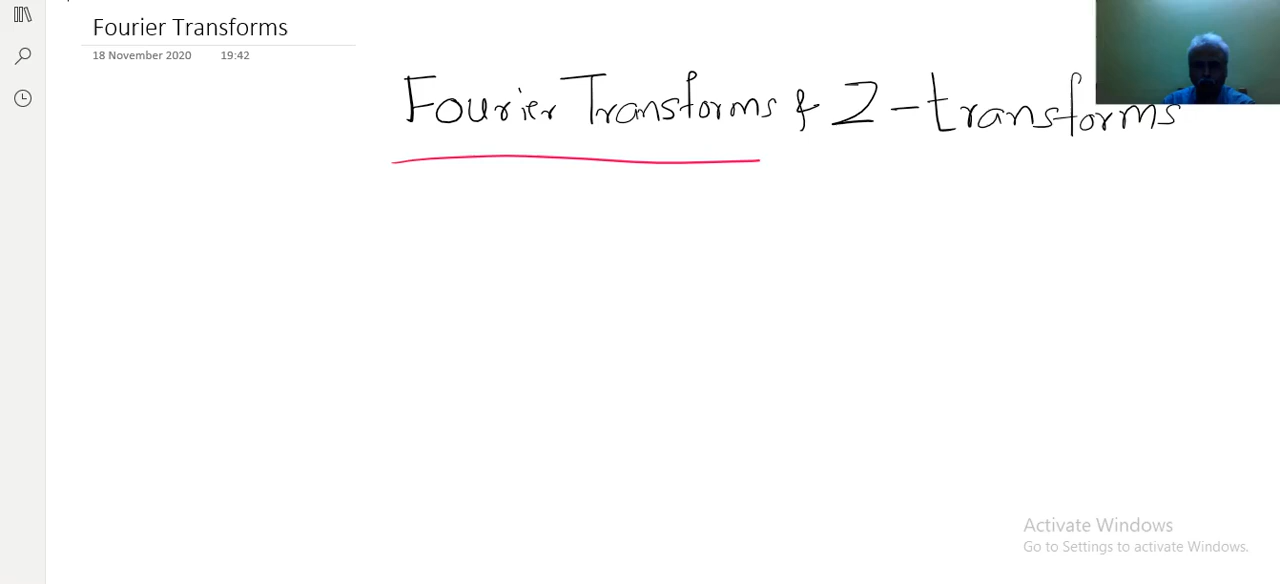 Fourier Transforms
18 November 2020 19:42
Fourier Transforms & Z-transforms
Activate Windows
Go to Settings to activate Windows.